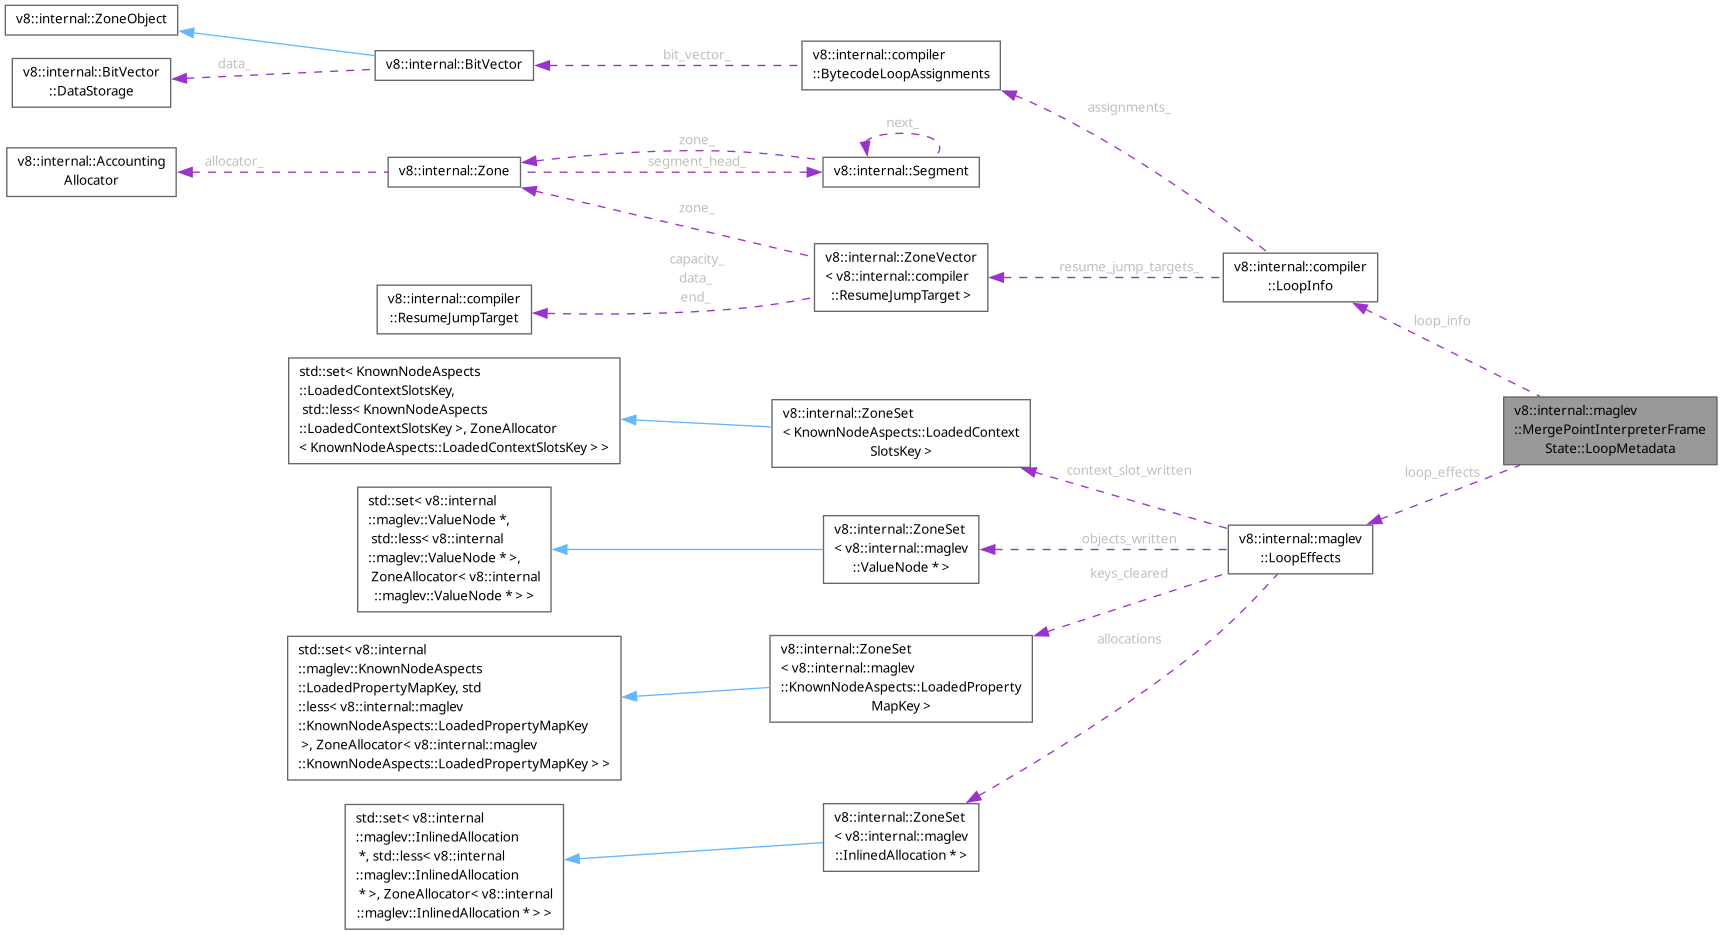 v8::internal::ZoneObject
v8::internal::BitVector
::DataStorage
data_
v8::internal::BitVector
bit_vector_
v8::internal::compiler
::BytecodeLoopAssignments
assignments_
v8::internal::Accounting
Allocator
allocator_
v8::internal::Zone
zone_
segment_head_
next_
v8::internal::Segment
zone_
capacity_
data_
end_
v8::internal::compiler
::ResumeJumpTarget
v8::internal::ZoneVector
< v8::internal::compiler
::ResumeJumpTarget >
resume_jump_targets_
v8::internal::compiler
::LoopInfo
loop_info
v8::internal::maglev
::MergePointInterpreterFrame
State::LoopMetadata
loop_effects
std::set< KnownNodeAspects
::LoadedContextSlotsKey,
std::less< KnownNodeAspects
::LoadedContextSlotsKey >, ZoneAllocator
< KnownNodeAspects::LoadedContextSlotsKey > >
v8::internal::ZoneSet
< KnownNodeAspects::LoadedContext
SlotsKey >
context_slot_written
std::set< v8::internal
::maglev::ValueNode *,
std::less< v8::internal
::maglev::ValueNode * >,
ZoneAllocator< v8::internal
::maglev::ValueNode * > >
v8::internal::ZoneSet
< v8::internal::maglev
::ValueNode * >
objects_written
keys_cleared
allocations
v8::internal::maglev
::LoopEffects
std::set< v8::internal
::maglev::KnownNodeAspects
::LoadedPropertyMapKey, std
::less< v8::internal::maglev
::KnownNodeAspects::LoadedPropertyMapKey
>, ZoneAllocator< v8::internal::maglev
::KnownNodeAspects::LoadedPropertyMapKey > >
v8::internal::ZoneSet
< v8::internal::maglev
::KnownNodeAspects::LoadedProperty
MapKey >
std::set< v8::internal
::maglev::InlinedAllocation
*, std::less< v8::internal
::maglev::InlinedAllocation
* >, ZoneAllocator< v8::internal
::maglev::InlinedAllocation * > >
v8::internal::ZoneSet
< v8::internal::maglev
::InlinedAllocation * >